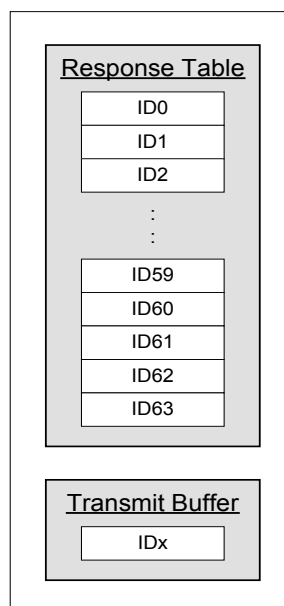 Response Table
ID0
ID1
ID2
:
:
ID59
ID60
ID61
ID62
ID63
Transmit Buffer
IDx